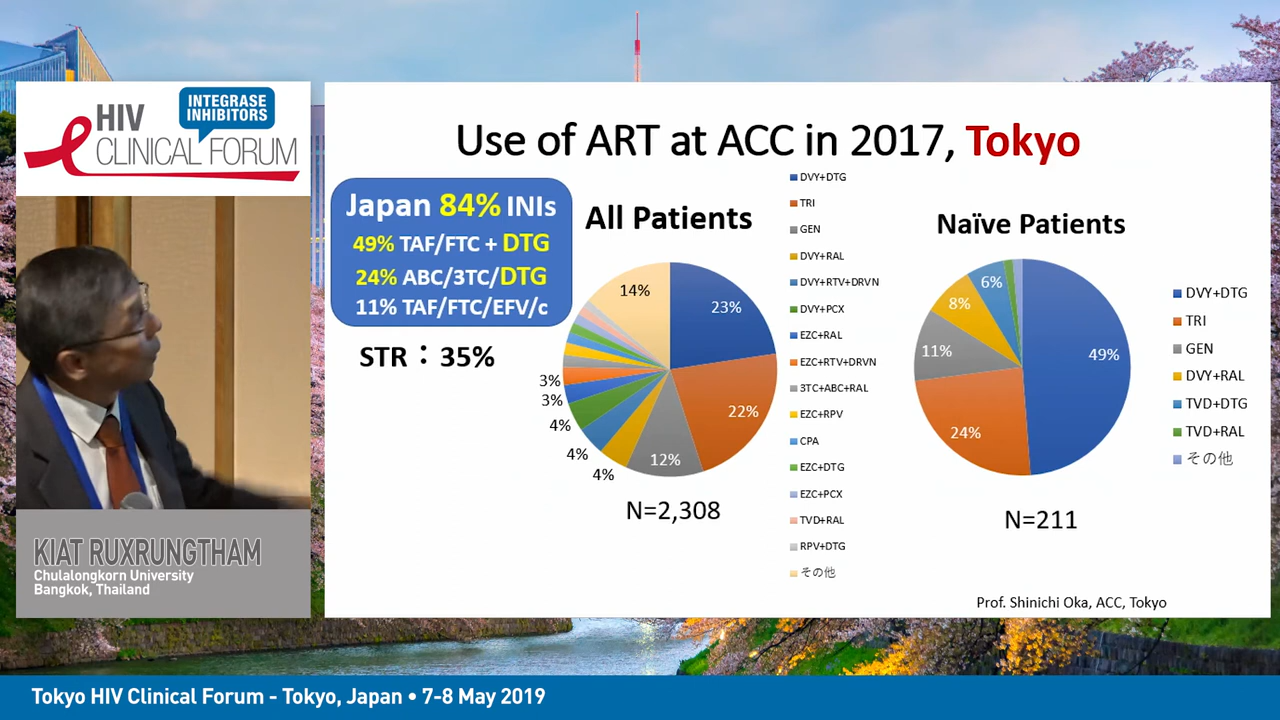 HIV
INTEGRASE
INHIBITORS
CLINICAL FORUM
KIAT RUXRUNGTHAM
Chulalongkorn University
Bangkok, Thailand
Use of ART at ACC in 2017, Tokyo
Japan 84% INIs
49% TAF/FTC + DTG
24% ABC/3TC/DTG
11% TAF/FTC/EFV/c
STR：35%
All Patients
14%
23%
22%
12%
4%
4%
4%
3%
3%
N=2,308
DVY+DTG
TRI
GEN
DVY+RAL
DVY+RTV+DRVN
DVY+PCX
EZC+RAL
EZC+RTV+DRVN
3TC+ABC+RAL
EZC+RPV
CPA
EZC+DTG
EZC+PCX
TVD+RAL
RPV+DTG
その他
Naïve Patients
6%
8%
11%
49%
24%
N=211
DVY+DTG
TRI
GEN
DVY+RAL
TVD+DTG
TVD+RAL
その他
Prof. Shinichi Oka, ACC, Tokyo
Tokyo HIV Clinical Forum - Tokyo, Japan • 7-8 May 2019